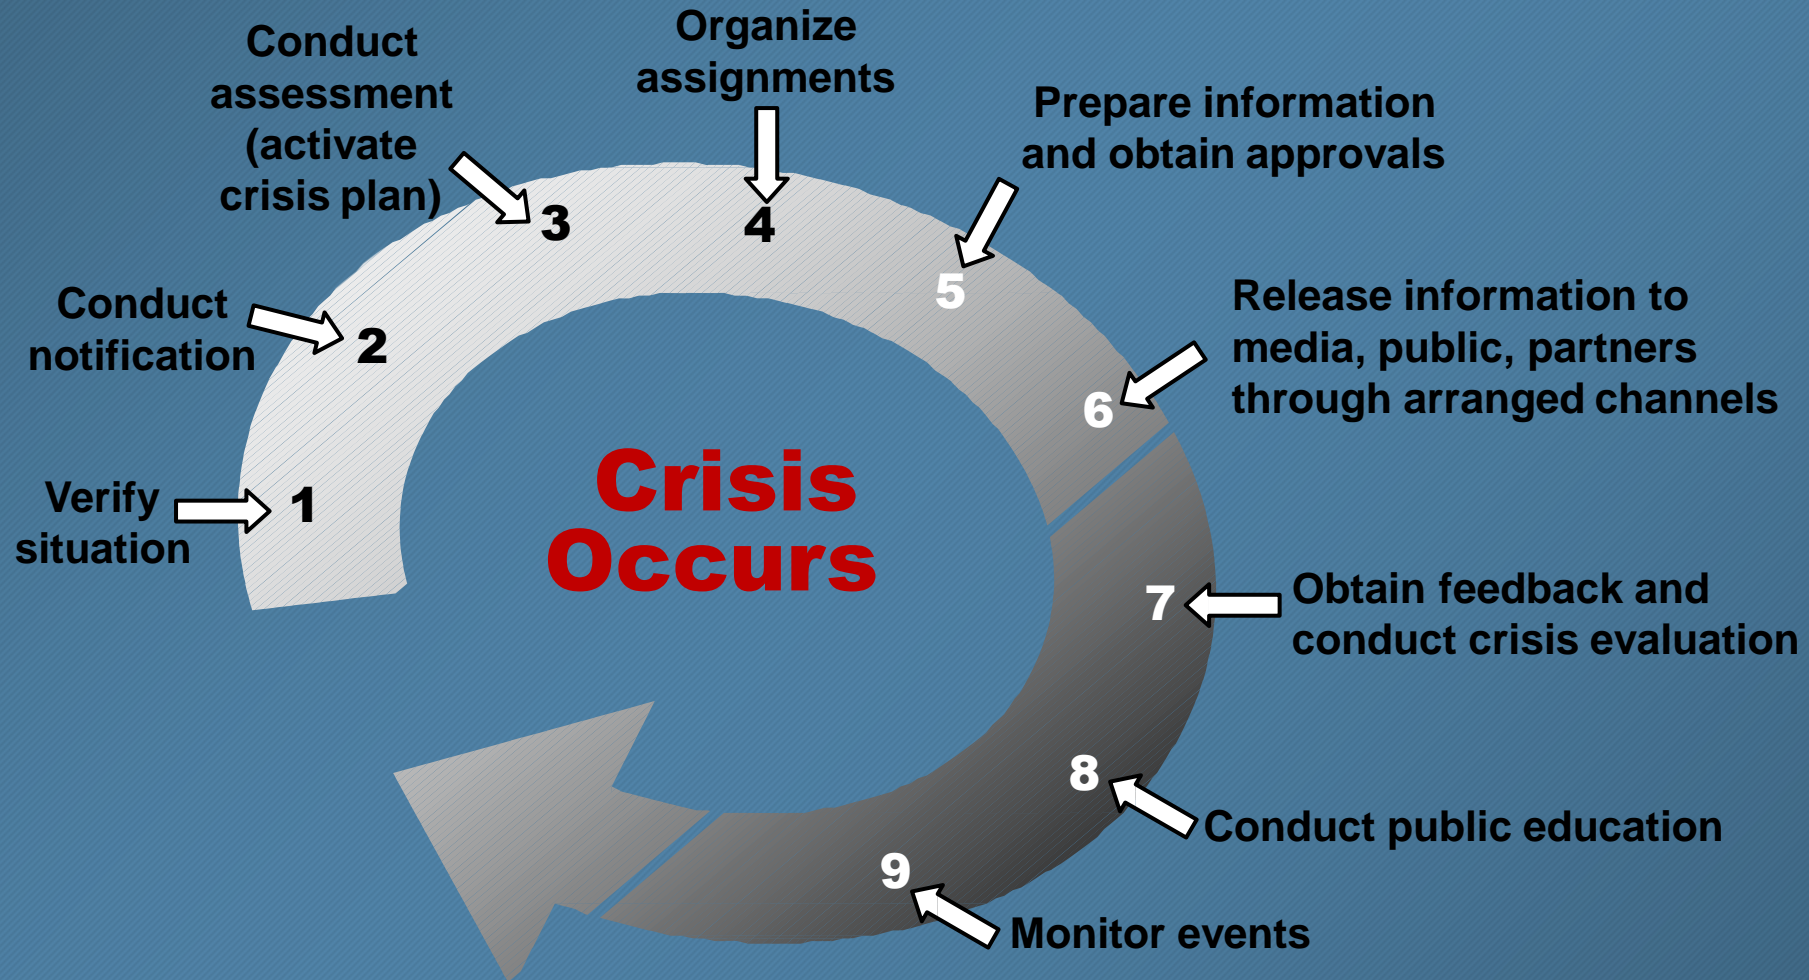 Crisis
Occurs
1
Verify
situation
2
Conduct
notification
3
Conduct
assessment
(activate
crisis plan)
4
Organize
assignments
5
Prepare information
and obtain approvals
6
Release information to
media, public, partners
through arranged channels
7
Obtain feedback and
conduct crisis evaluation
8
Conduct public education
9
Monitor events